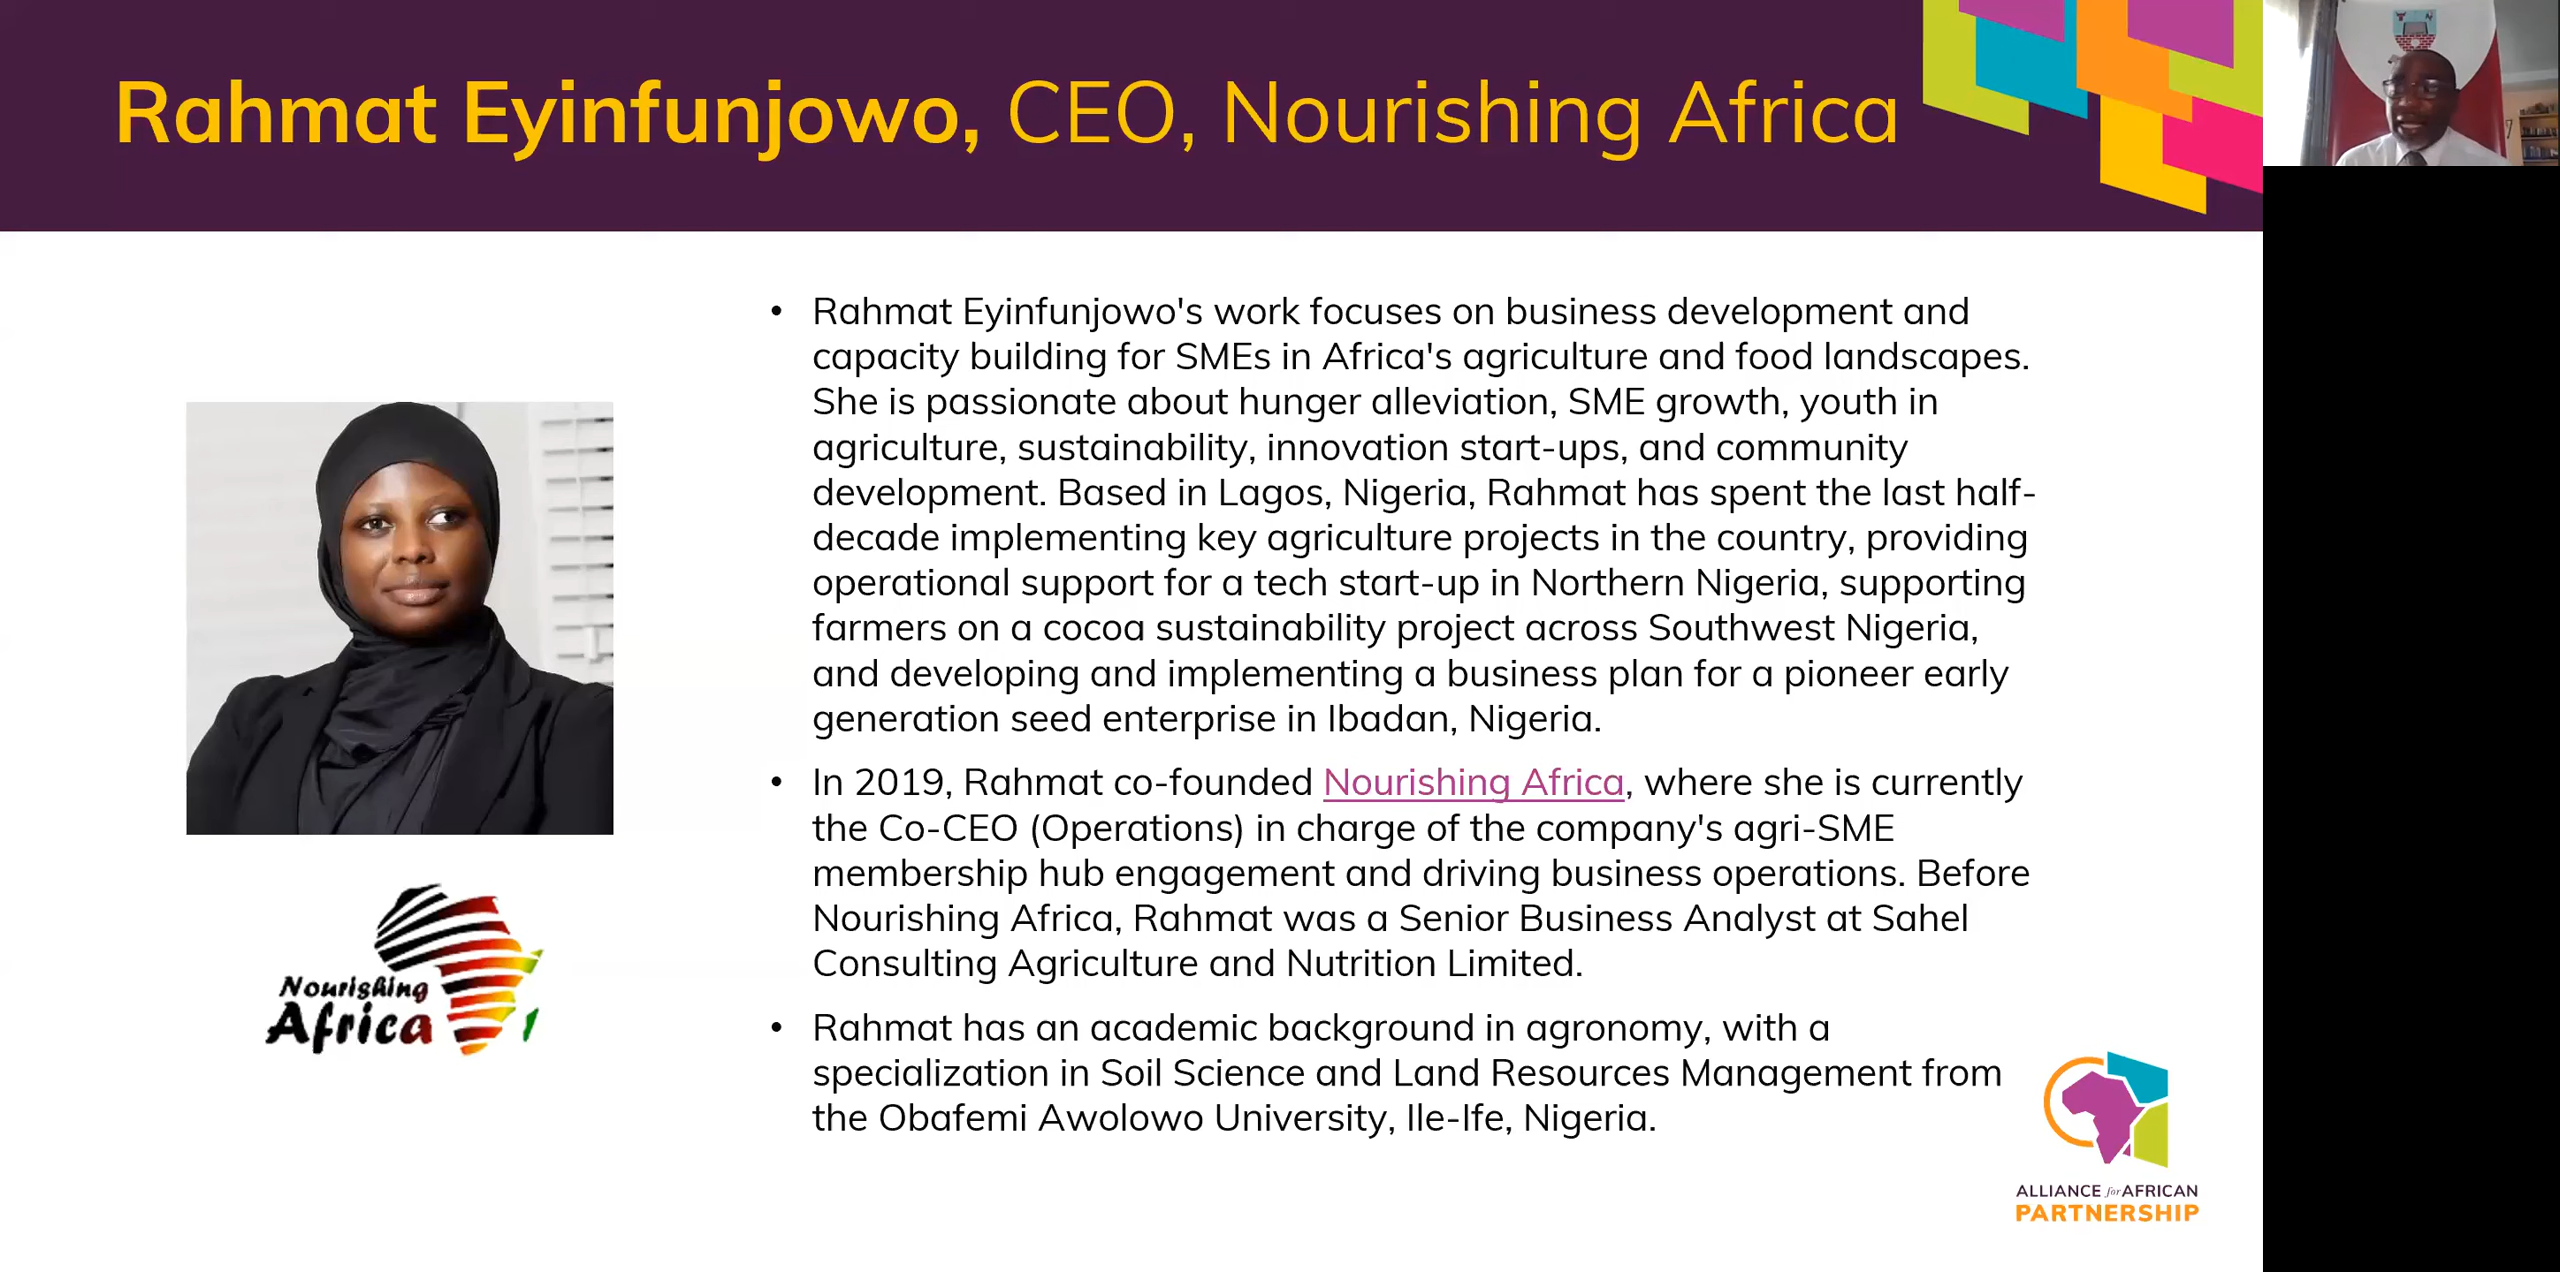 Rahmat Eyinfunjowo, CEO, Nourishing Africa
• Rahmat Eyinfunjowo's work focuses on business development and
capacity building for SMEs in Africa's agriculture and food landscapes.
She is passionate about hunger alleviation, SME growth, youth in
agriculture, sustainability, innovation start-ups, and community
development. Based in Lagos, Nigeria, Rahmat has spent the last half-
decade implementing key agriculture projects in the country, providing
operational support for a tech start-up in Northern Nigeria, supporting
farmers on a cocoa sustainability project across Southwest Nigeria,
and developing and implementing a business plan for a pioneer early
generation seed enterprise in Ibadan, Nigeria.
• In 2019, Rahmat co-founded Nourishing Africa, where she is currently
the Co-CEO (Operations) in charge of the company's agri-SME
membership hub engagement and driving business operations. Before
Nourishing Africa, Rahmat was a Senior Business Analyst at Sahel
Consulting Agriculture and Nutrition Limited.
• Rahmat has an academic background in agronomy, with a
specialization in Soil Science and Land Resources Management from
the Obafemi Awolowo University, Ile-Ife, Nigeria.
Nourishing
Africa
ALLIANCE for AFRICAN
PARTNERSHIP